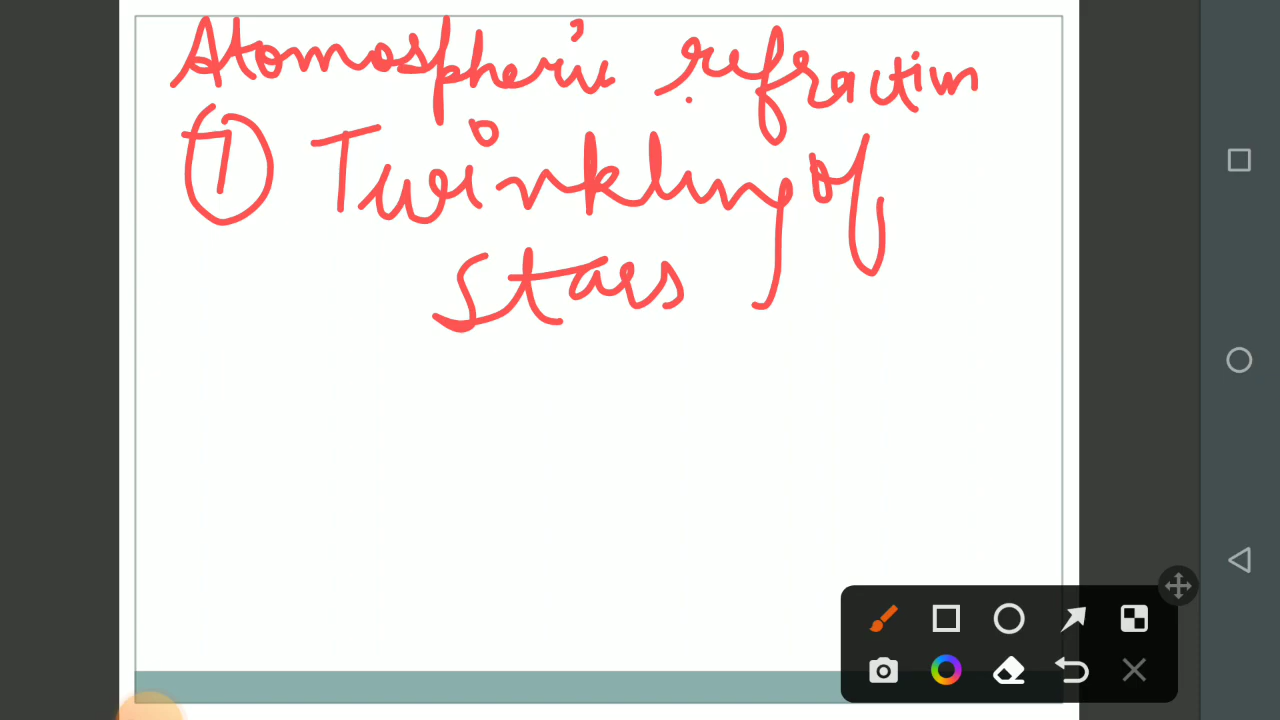 Atomospheric refraction
① Twinkling of
stars